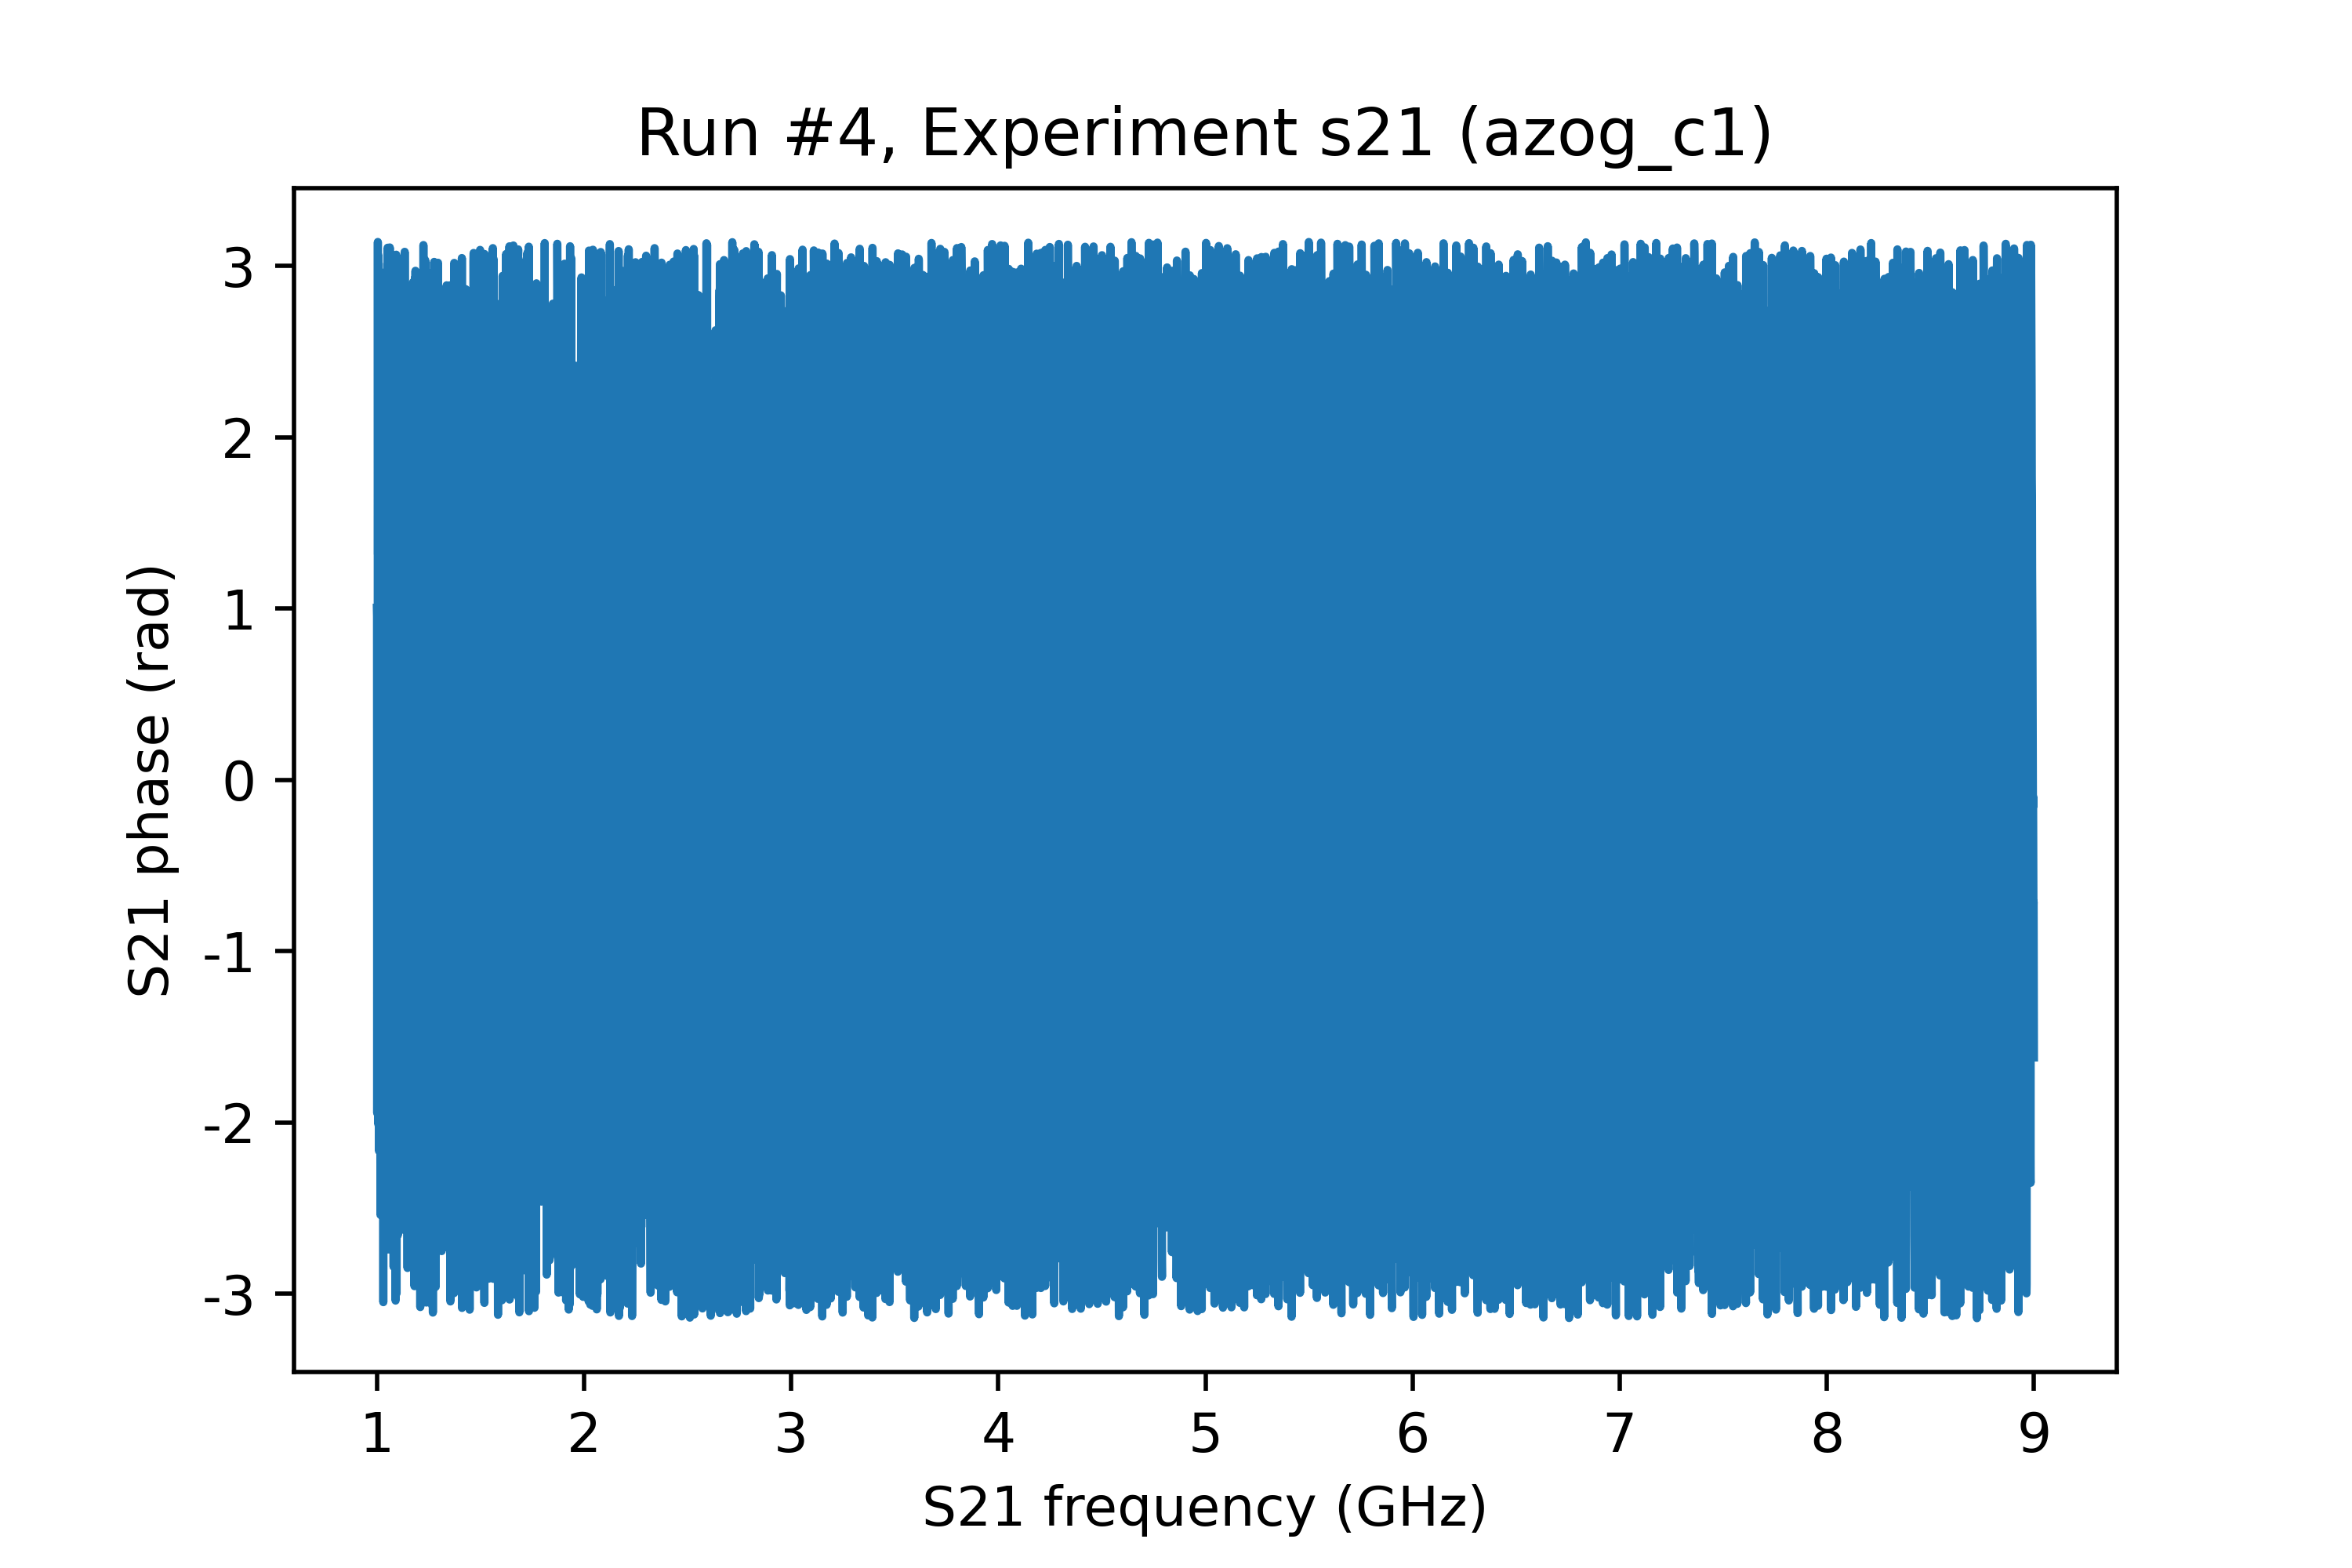 Run #4, Experiment s21 (azog_c1)
S21 phase (rad)
3
2
1
0
-1
-2
-3
1 2 3 4 5 6 7 8 9
S21 frequency (GHz)